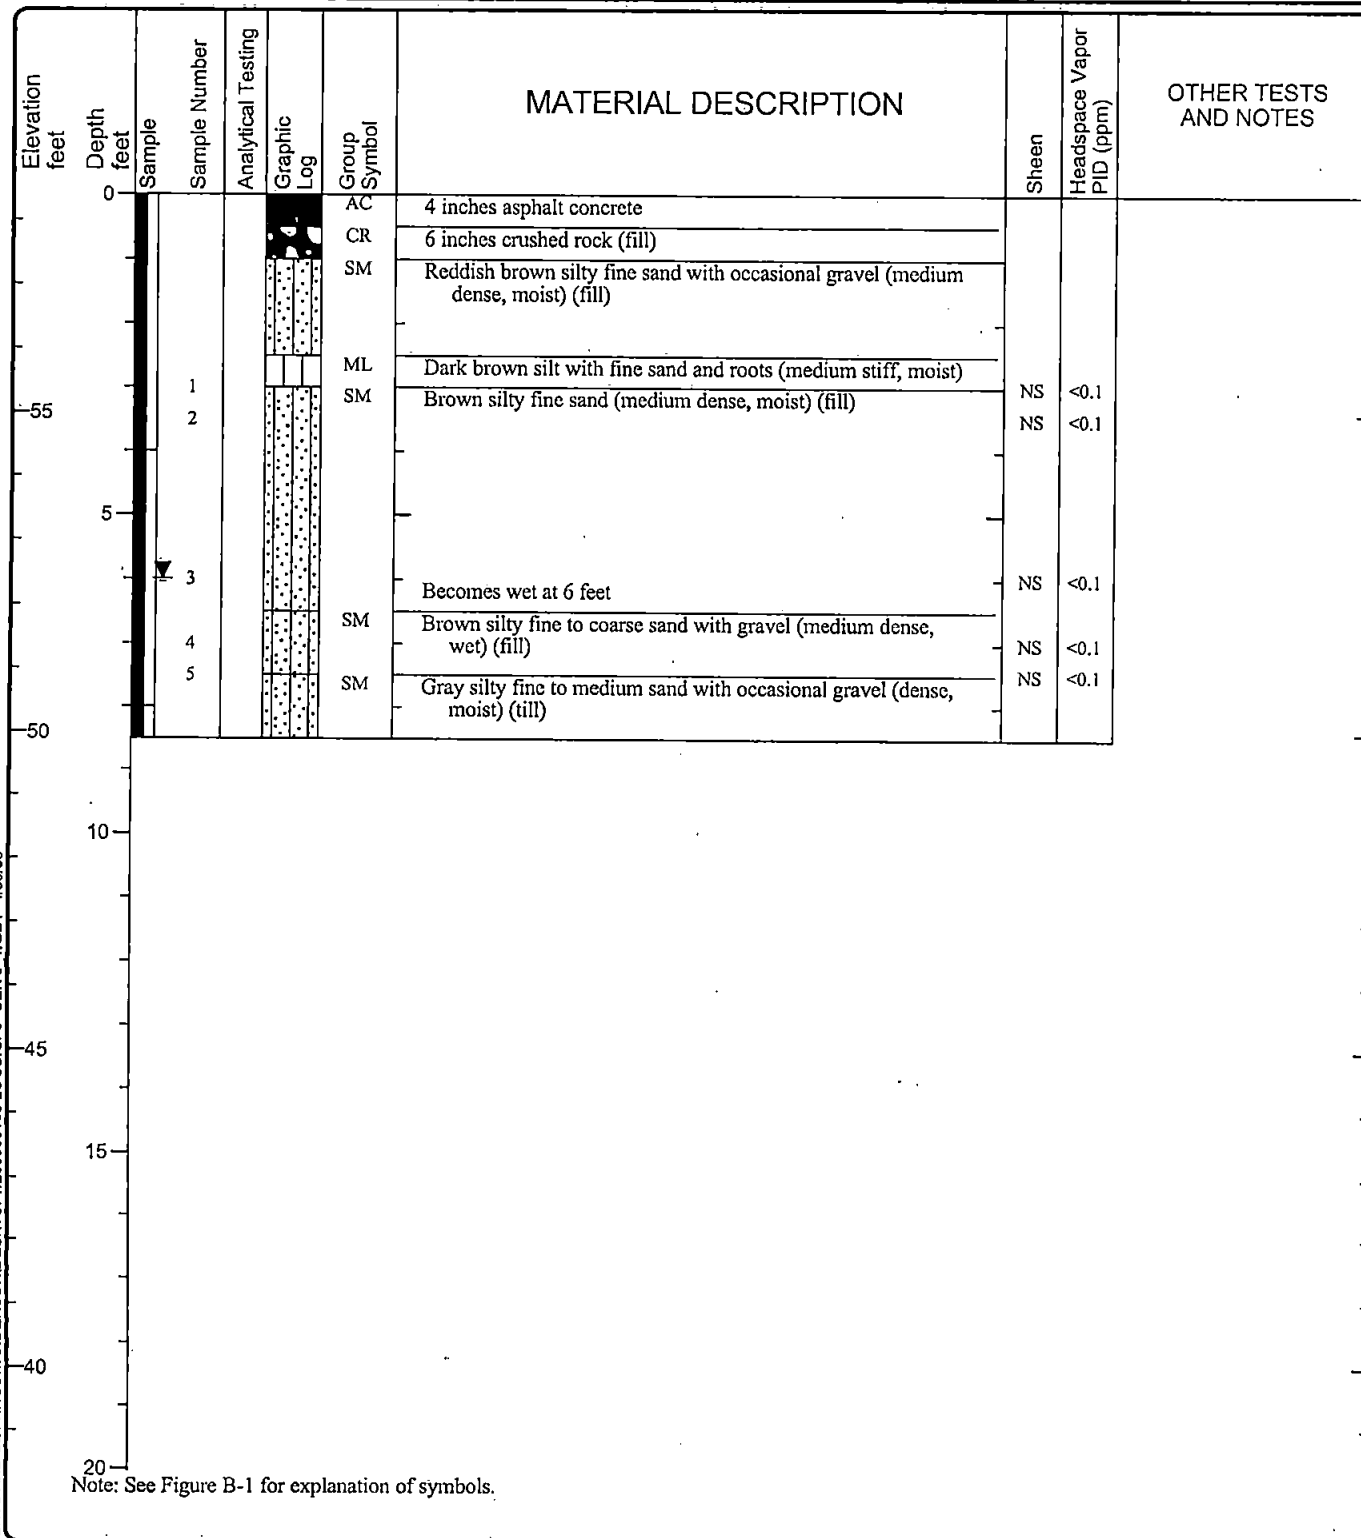 Elevation
feet
Depth
feet
Sample
Sample Number
Analytical Testing
Graphic
Log
Group
Symbol
MATERIAL DESCRIPTION
Sheen
Headspace Vapor
PID (ppm)
OTHER TESTS
AND NOTES
0
AC 4 inches asphalt concrete
CR 6 inches crushed rock (fill)
SM Reddish brown silty fine sand with occasional gravel (medium
dense, moist) (fill)
ML Dark brown silt with fine sand and roots (medium stiff, moist)
1 SM Brown silty fine sand (medium dense, moist) (fill) NS <0.1
55 2 NS <0.1
5
3 Becomes wet at 6 feet NS <0.1
SM Brown silty fine to coarse sand with gravel (medium dense,
4 wet) (fill) NS <0.1
5 SM Gray silty fine to medium sand with occasional gravel (dense, NS <0.1
moist) (till)
50
10
45
15
40
20
Note: See Figure B-1 for explanation of symbols.